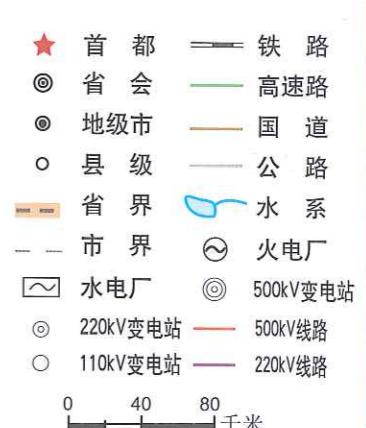 首 都 铁 路
省 会 高速路
地级市 国 道
县 级 公 路
省 界 水 系
市 界 火电厂
水电厂 500kV变电站
220kV变电站 500kV线路
110kV变电站 220kV线路
0 40 80
千米